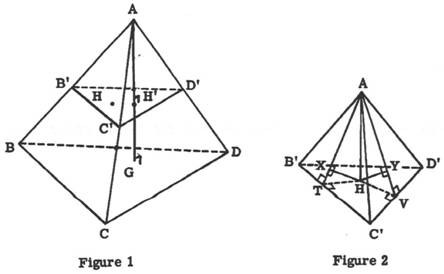 A
B' H H' D'
C'
B D
G
C
Figure 1
A
B' X Y D'
T H V
C'
Figure 2